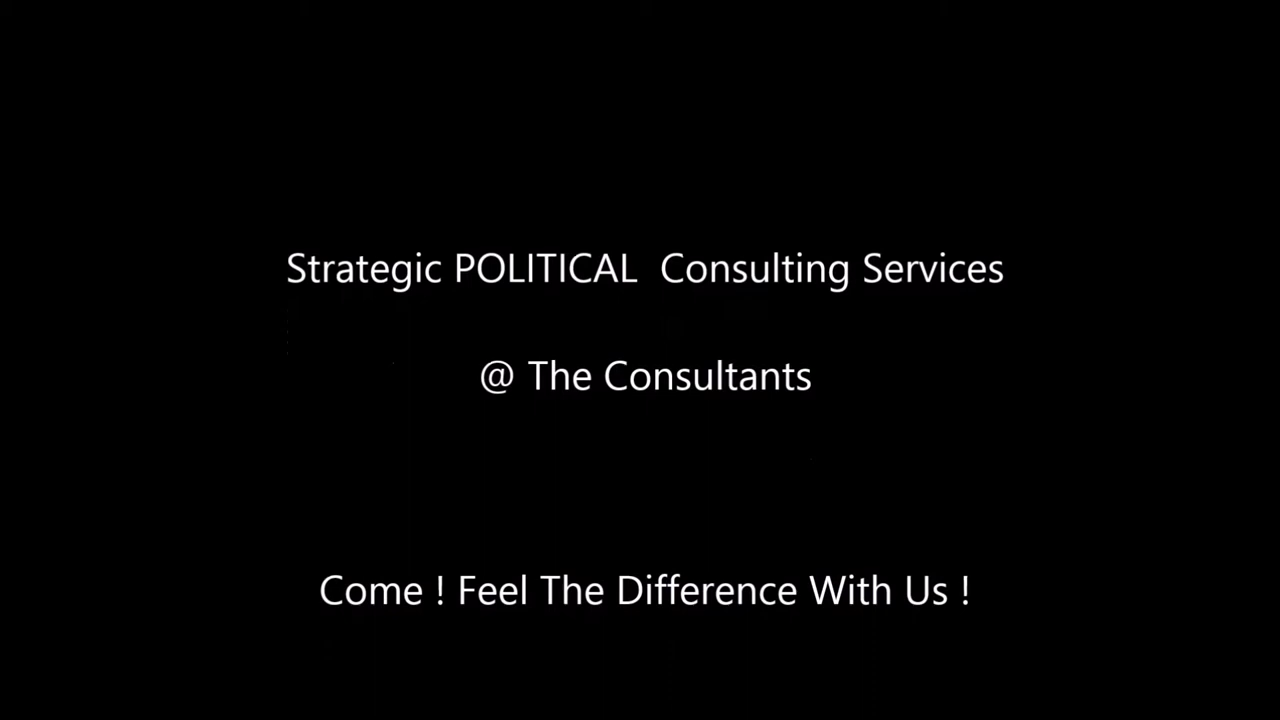 Strategic POLITICAL  Consulting Services
@ The Consultants
Come ! Feel The Difference With Us !